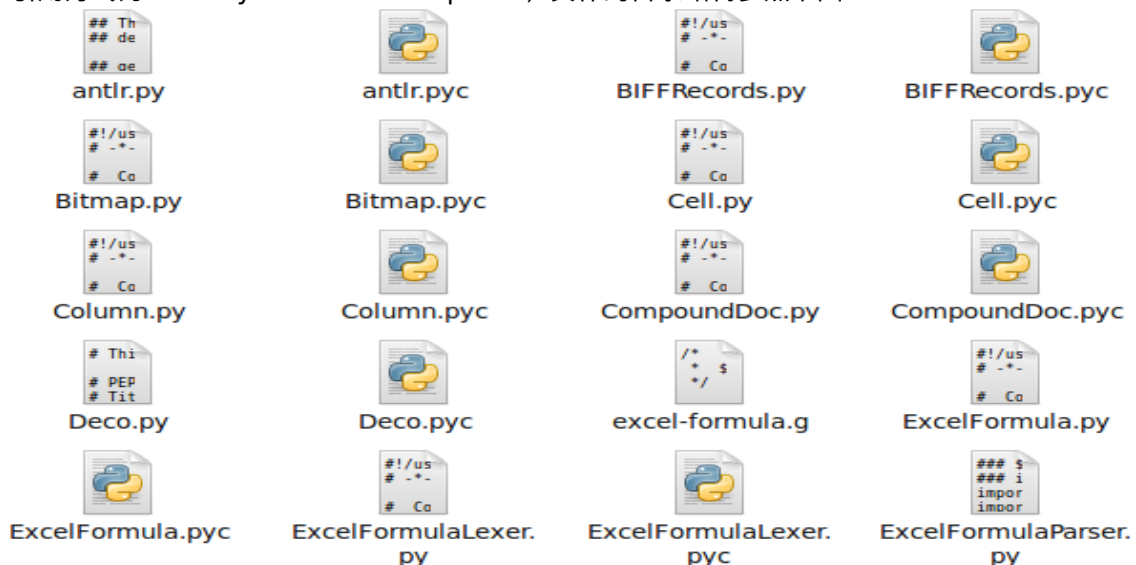 ## Th
## de
## ge
#!/us
# -*-
# Co
antlr.py
antlr.pyc
BIFFRecords.py
BIFFRecords.pyc
#!/us
# -*-
# Co
#!/us
# -*-
# Co
Bitmap.py
Bitmap.pyc
Cell.py
Cell.pyc
#!/us
# -*-
# Co
#!/us
# -*-
# Co
Column.py
Column.pyc
CompoundDoc.py
CompoundDoc.pyc
# Thi
# PEP
# Tit
/*
* $
*/
#!/us
# -*-
# Co
Deco.py
Deco.pyc
excel-formula.g
ExcelFormula.py
#!/us
# -*-
# Co
### $
### i
impor
impor
ExcelFormula.pyc
ExcelFormulaLexer.py
ExcelFormulaLexer.pyc
ExcelFormulaParser.py